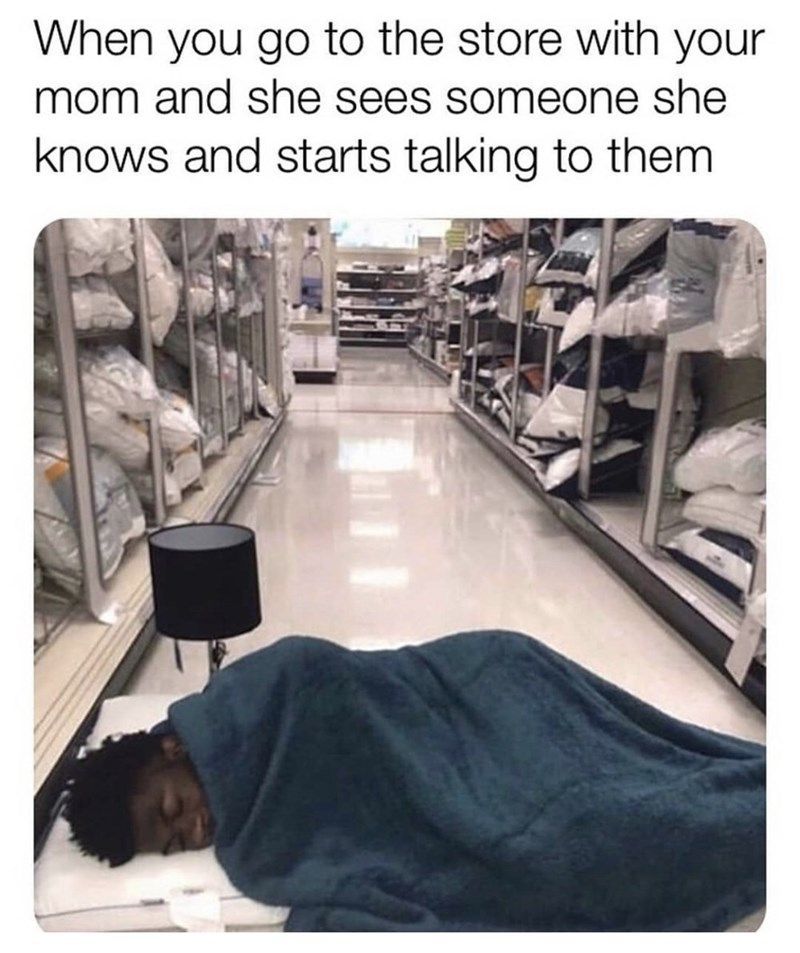 When you go to the store with your
mom and she sees someone she
knows and starts talking to them